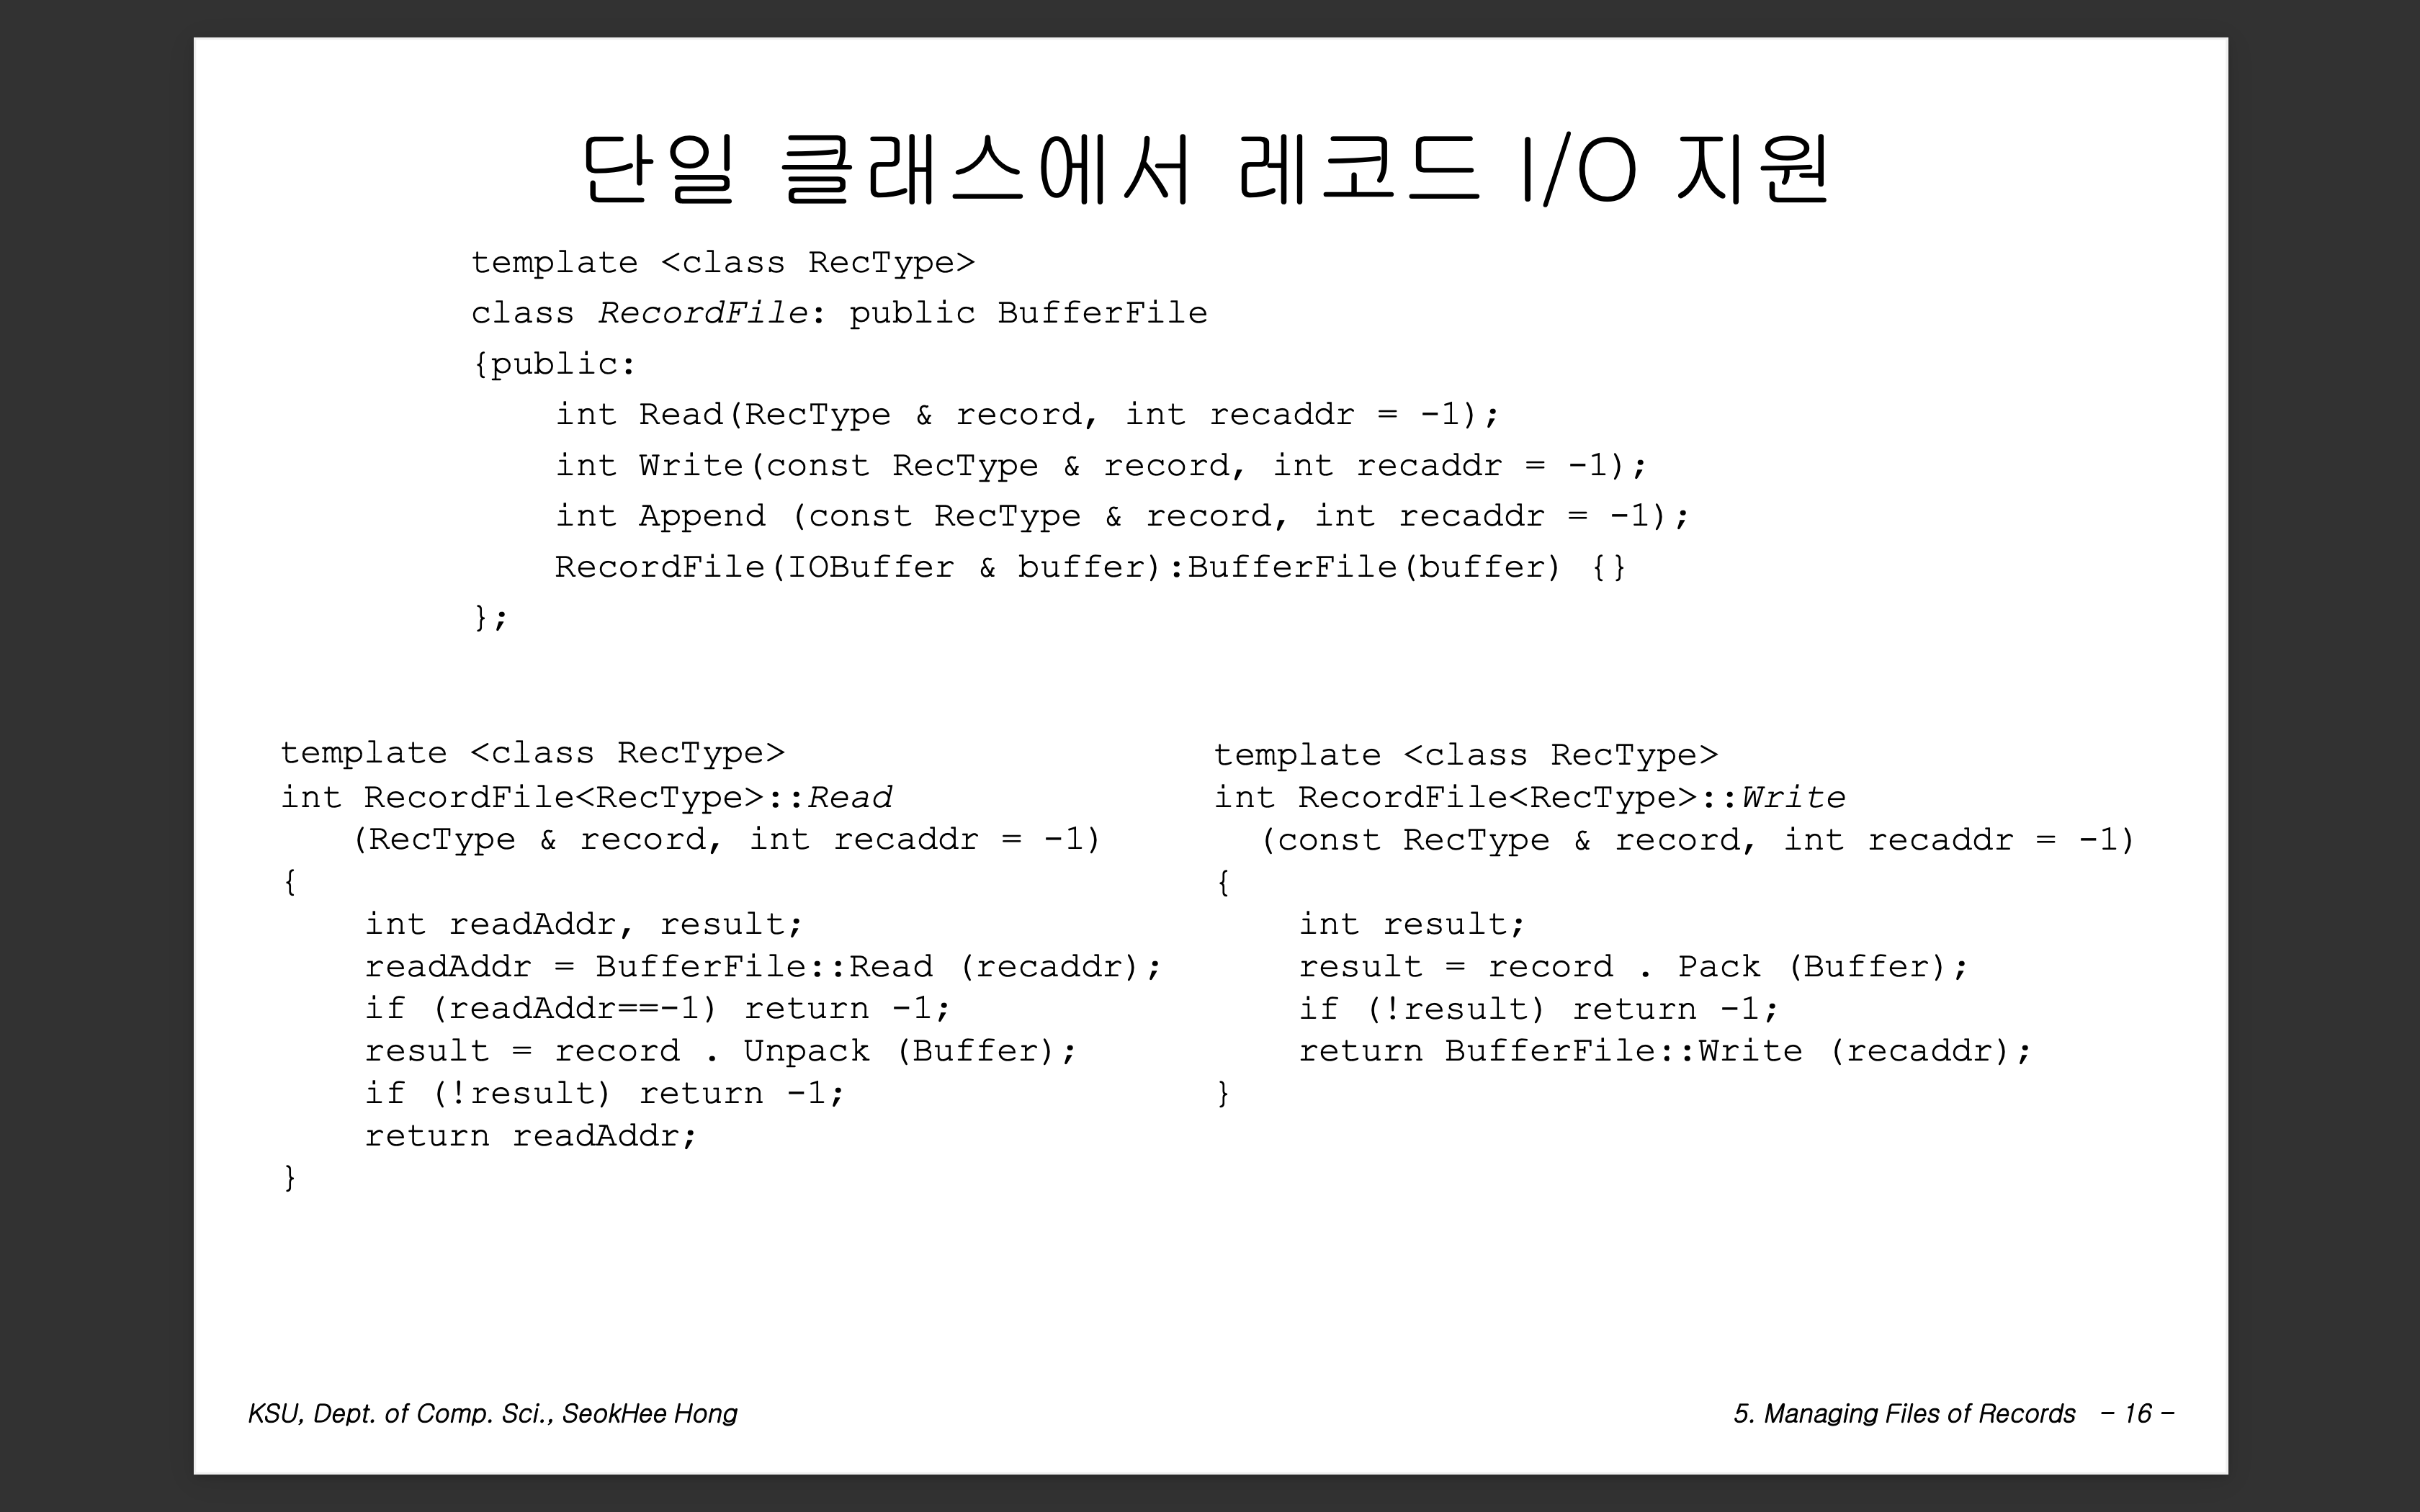 단일 클래스에서 레코드 I/O 지원
template <class RecType>
class RecordFile: public BufferFile
{public:
int Read(RecType & record, int recaddr = -1);
int Write(const RecType & record, int recaddr = -1);
int Append (const RecType & record, int recaddr = -1);
RecordFile(IOBuffer & buffer):BufferFile(buffer) {}
};
template <class RecType>
int RecordFile<RecType>::Read
(RecType & record, int recaddr = -1)
{
int readAddr, result;
readAddr = BufferFile::Read (recaddr);
if (readAddr==-1) return -1;
result = record . Unpack (Buffer);
if (!result) return -1;
return readAddr;
}
template <class RecType>
int RecordFile<RecType>::Write
(const RecType & record, int recaddr = -1)
{
int result;
result = record . Pack (Buffer);
if (!result) return -1;
return BufferFile::Write (recaddr);
}
KSU, Dept. of Comp. Sci., SeokHee Hong
5. Managing Files of Records - 16 -